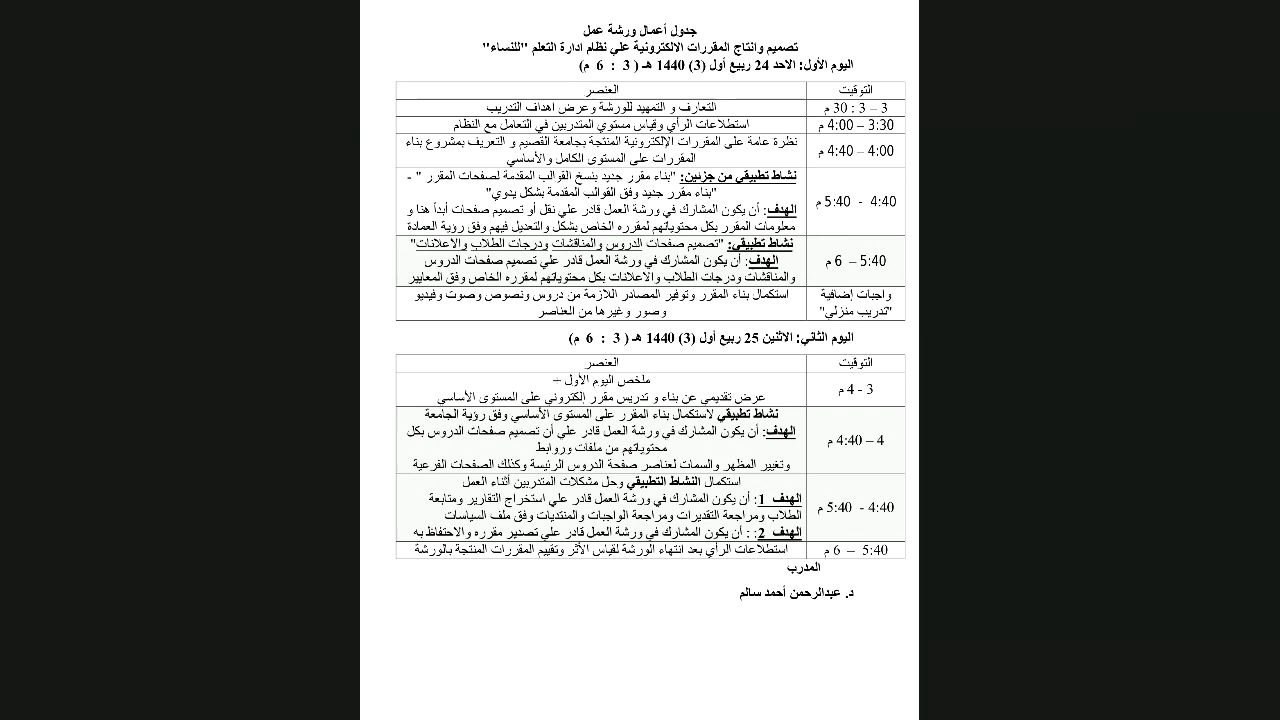 جدول أعمال ورشة عمل
تصميم وانتاج المقررات الالكترونية علي نظام ادارة التعلم "للنساء"
اليوم الأول: الاحد 24 ربيع أول (3) 1440 هـ ( 3 : 6 م)
التوقيت العنصر
3 – 3 : 30 م التعارف و التمهيد للورشة وعرض اهداف التدريب
3:30 – 4:00 م استطلاعات الرأي وقياس مستوي المتدربين في التعامل مع النظام
4:00 – 4:40 م نظرة عامة على المقررات الإلكترونية المنتجة بجامعة القصيم و التعريف بمشروع بناء
المقررات على المستوى الكامل والأساسي
4:40 - 5:40 م نشاط تطبيقي من جزئين: "بناء مقرر جديد بنسخ القوالب المقدمة لصفحات المقرر " -
"بناء مقرر جديد وفق القوالب المقدمة بشكل يدوي"
الهدف: أن يكون المشارك في ورشة العمل قادر علي نقل أو تصميم صفحات أبدأ هنا و
معلومات المقرر بكل محتوياتهم لمقرره الخاص بشكل والتعديل فيهم وفق رؤية العمادة
5:40 – 6 م نشاط تطبيقي: "تصميم صفحات الدروس والمناقشات ودرجات الطلاب والاعلانات"
الهدف: أن يكون المشارك في ورشة العمل قادر علي تصميم صفحات الدروس
والمناقشات ودرجات الطلاب والاعلانات بكل محتوياتهم لمقرره الخاص وفق المعايير
واجبات إضافية استكمال بناء المقرر وتوفير المصادر اللازمة من دروس ونصوص وصوت وفيديو
"تدريب منزلي" وصور وغيرها من العناصر
اليوم الثاني: الاثنين 25 ربيع أول (3) 1440 هـ ( 3 : 6 م)
التوقيت العنصر
3 - 4 م ملخص اليوم الأول +
عرض تقديمي عن بناء و تدريس مقرر إلكتروني على المستوى الأساسي
4 – 4:40 م نشاط تطبيقي لاستكمال بناء المقرر على المستوى الأساسي وفق رؤية الجامعة
الهدف: أن يكون المشارك في ورشة العمل قادر علي أن تصميم صفحات الدروس بكل
محتوياتهم من ملفات وروابط
وتغيير المظهر والسمات لعناصر صفحة الدروس الرئيسة وكذلك الصفحات الفرعية
4:40 - 5:40 م استكمال النشاط التطبيقي وحل مشكلات المتدربين أثناء العمل
الهدف 1: أن يكون المشارك في ورشة العمل قادر علي استخراج التقارير ومتابعة
الطلاب ومراجعة التقديرات ومراجعة الواجبات والمنتديات وفق ملف السياسات
الهدف 2: : أن يكون المشارك في ورشة العمل قادر علي تصدير مقرره والاحتفاظ به
5:40 – 6 م استطلاعات الرأي بعد انتهاء الورشة لقياس الأثر وتقييم المقررات المنتجة بالورشة
المدرب
د. عبدالرحمن أحمد سالم